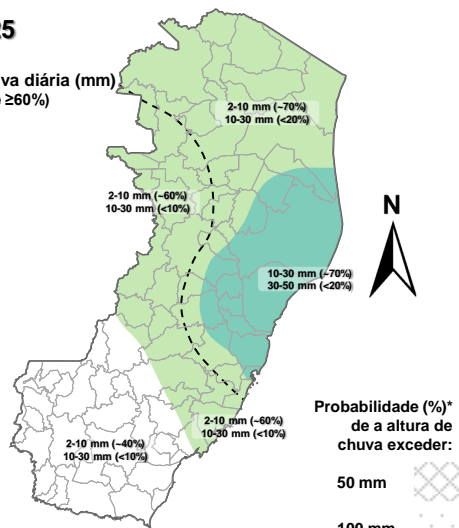 25
va diária (mm)
≥60%)
2-10 mm (~70%)
10-30 mm (<20%)
2-10 mm (~60%)
10-30 mm (<10%)
N
10-30 mm (~70%)
30-50 mm (<20%)
Probabilidade (%)*
de a altura de
chuva exceder:
2-10 mm (~60%)
10-30 mm (<10%)
2-10 mm (~40%)
10-30 mm (<10%)
50 mm
100 mm